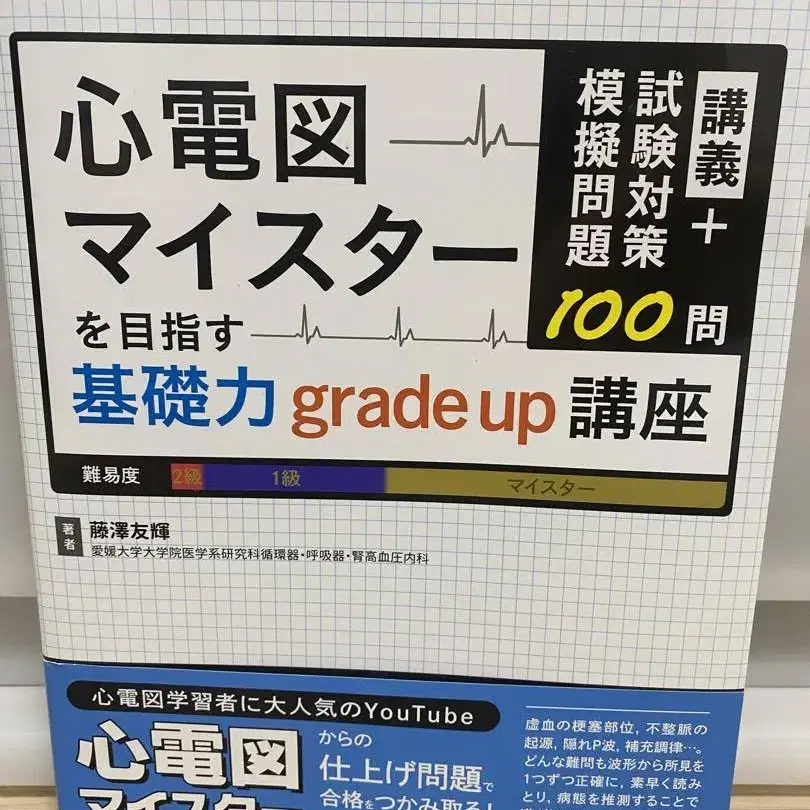 心電図
マイスター
を目指す
基礎力 grade up 講座
講義+
試験対策
模擬問題
100問
難易度 2級 1級 マイスター
著者 藤澤友輝
愛媛大学大学院医学系研究科循環器・呼吸器・腎高血圧内科
心電図学習者に大人気のYouTube
心電図
マイスター
からの
仕上げ問題で
合格をつかみ取る!
虚血の梗塞部位,不整脈の
起源,隠れP波,補充調律…。
どんな難問も波形から所見を
1つずつ正確に,素早く読み
とり,病態を推測することで